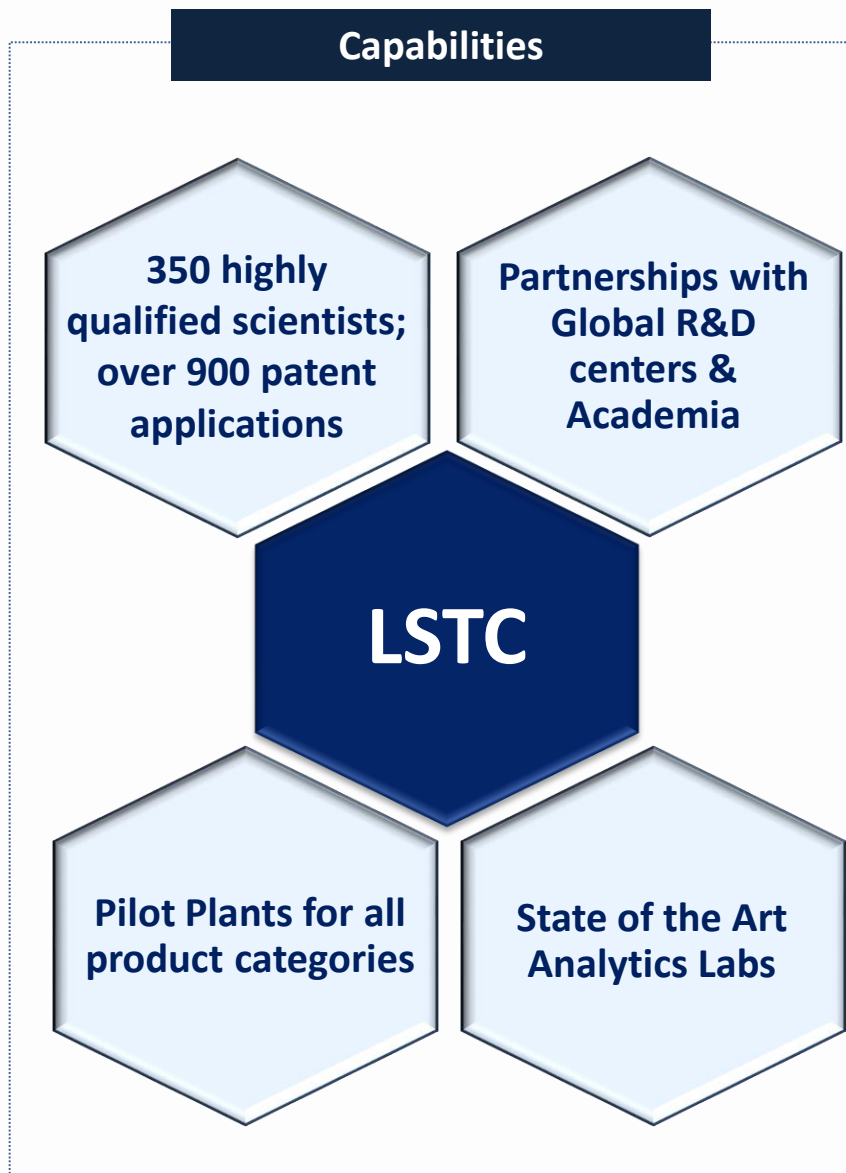 Capabilities
350 highly
qualified scientists;
over 900 patent
applications
Partnerships with
Global R&D
centers &
Academia
LSTC
Pilot Plants for all
product categories
State of the Art
Analytics Labs